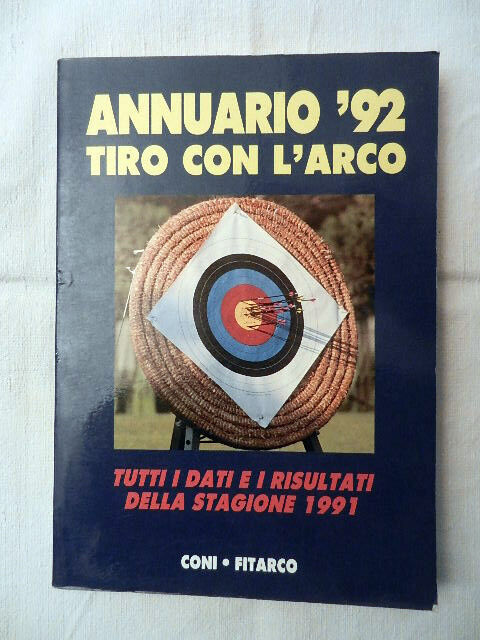 ANNUARIO '92
TIRO CON L'ARCO
TUTTI I DATI E I RISULTATI
DELLA STAGIONE 1991
CONI • FITARCO